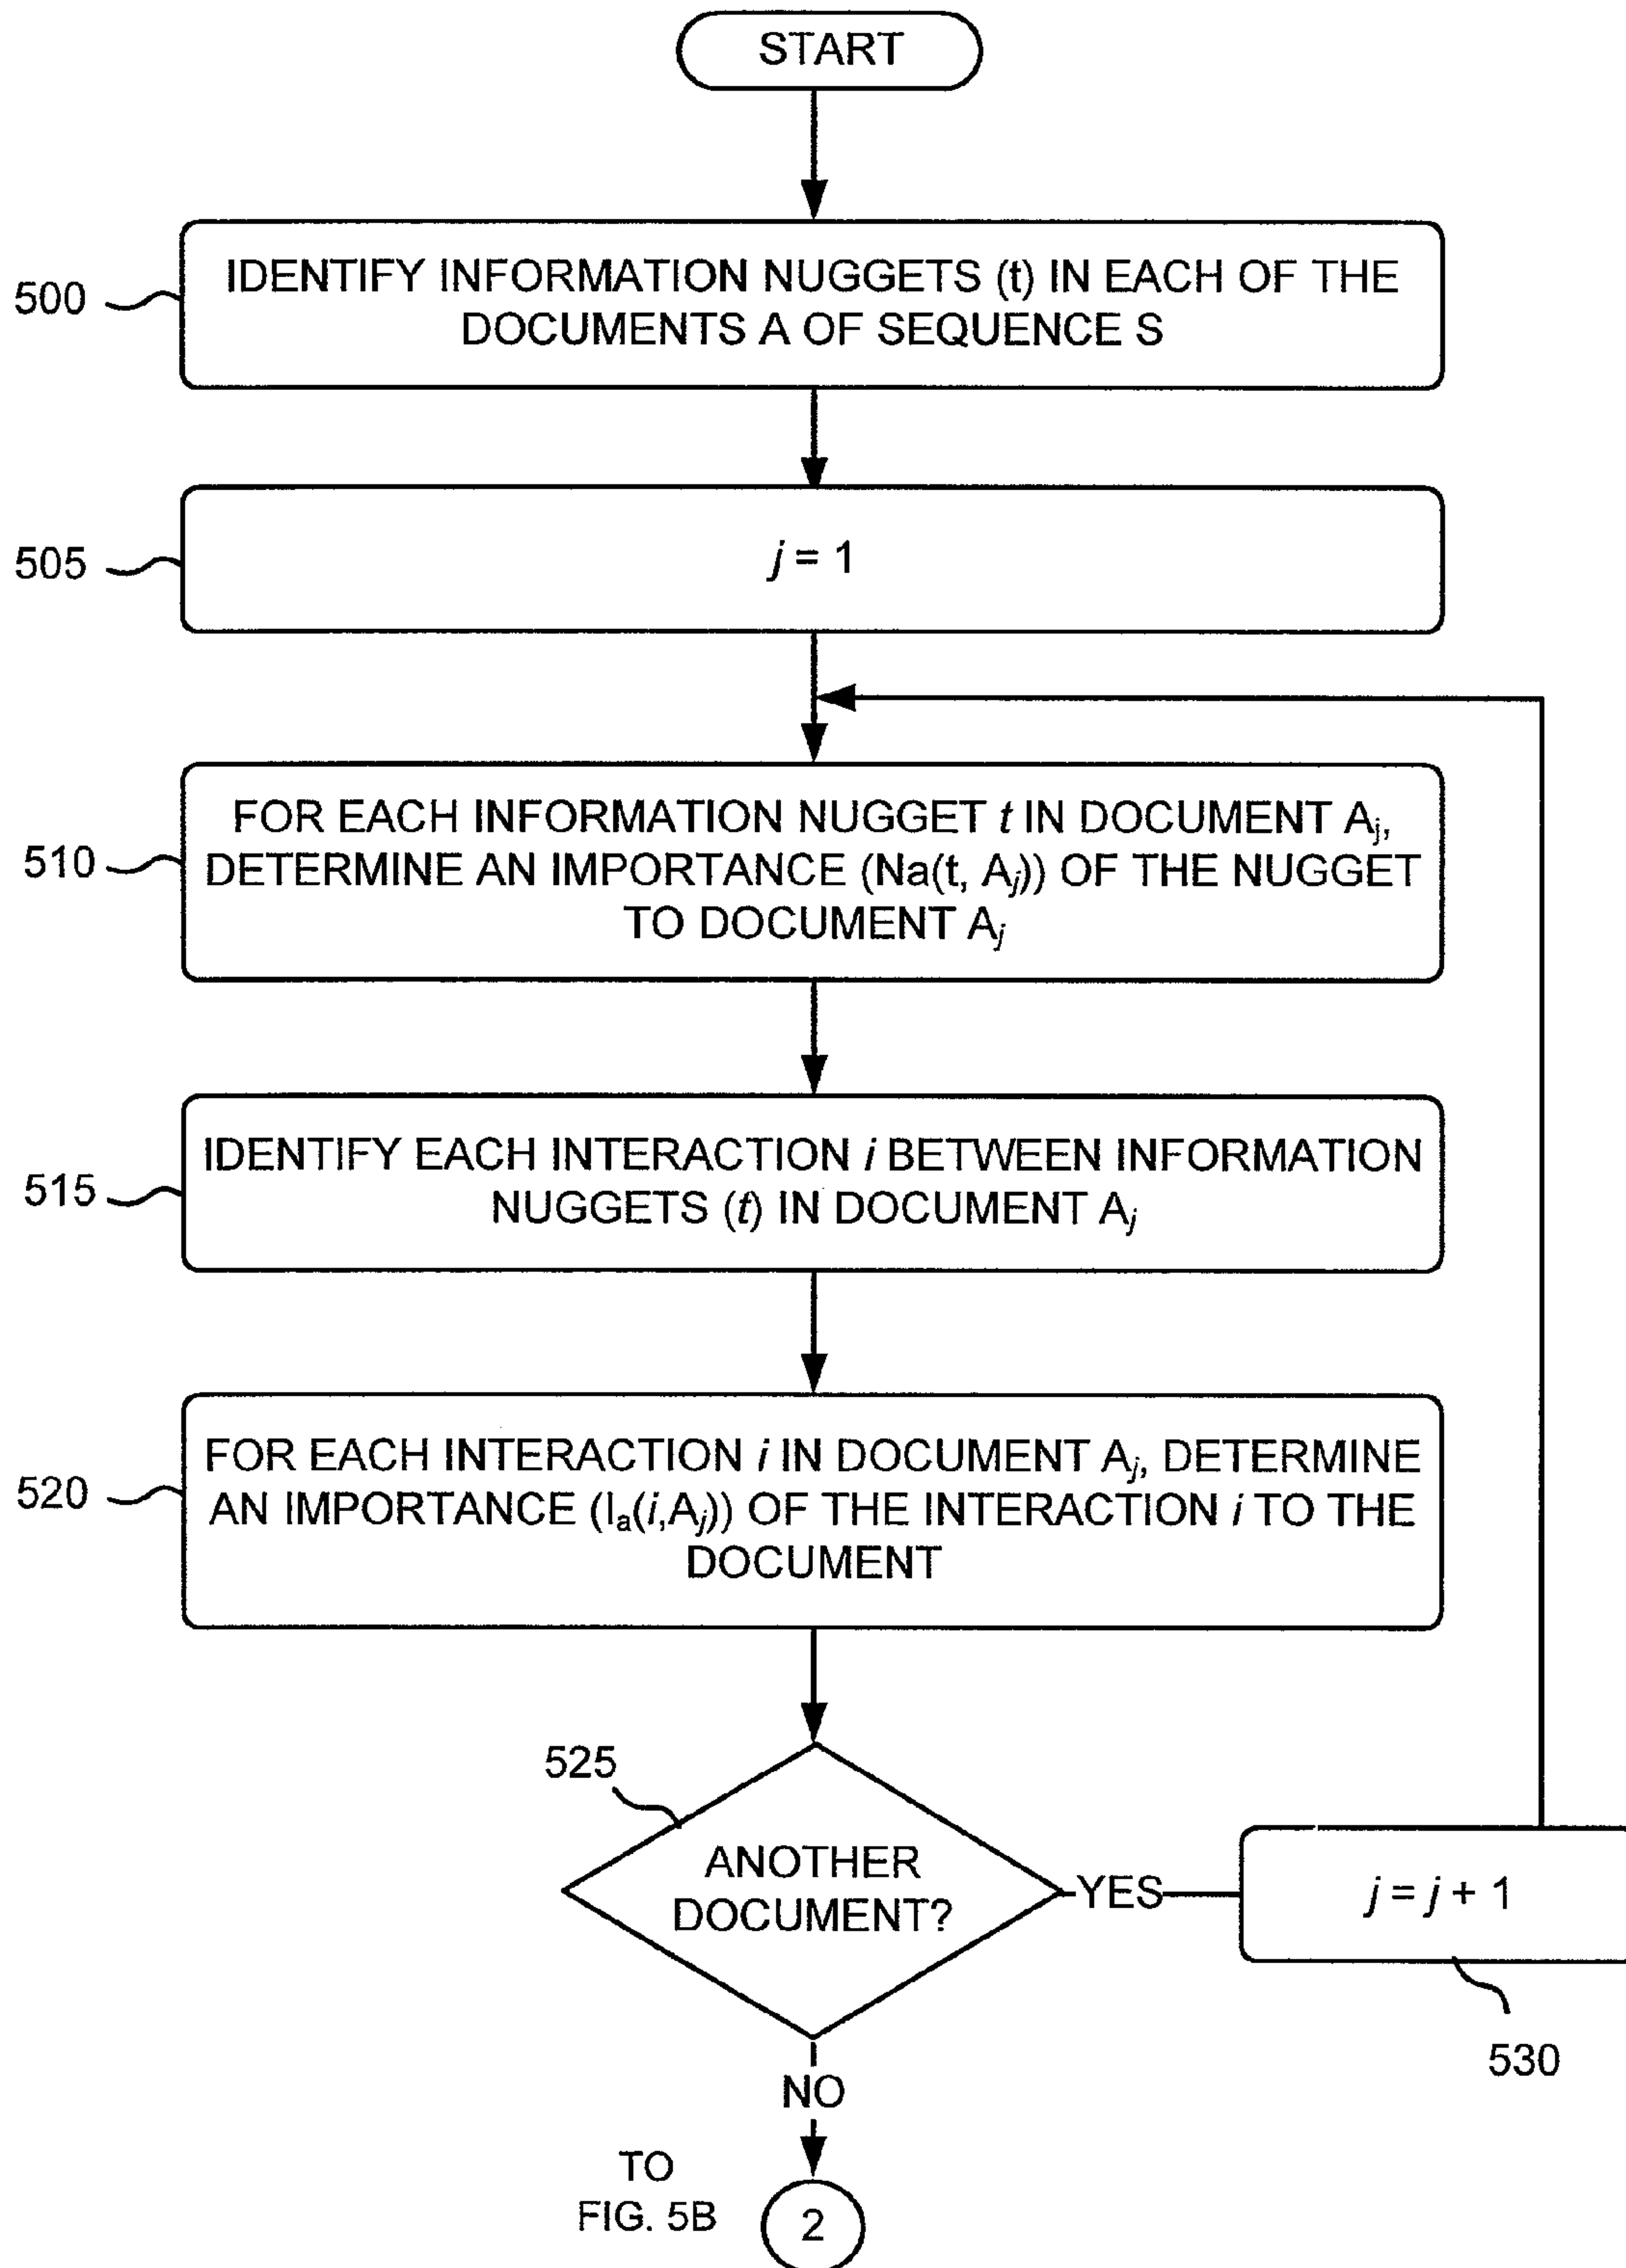 START
500
IDENTIFY INFORMATION NUGGETS (t) IN EACH OF THE
DOCUMENTS A OF SEQUENCE S
505
j = 1
510
FOR EACH INFORMATION NUGGET t IN DOCUMENT Aj,
DETERMINE AN IMPORTANCE (Na(t, Aj)) OF THE NUGGET
TO DOCUMENT Aj
515
IDENTIFY EACH INTERACTION i BETWEEN INFORMATION
NUGGETS (t) IN DOCUMENT Aj
520
FOR EACH INTERACTION i IN DOCUMENT Aj, DETERMINE
AN IMPORTANCE (Ia(i,Aj)) OF THE INTERACTION i TO THE
DOCUMENT
525
ANOTHER
DOCUMENT?
YES
j = j + 1
530
NO
TO
FIG. 5B
2